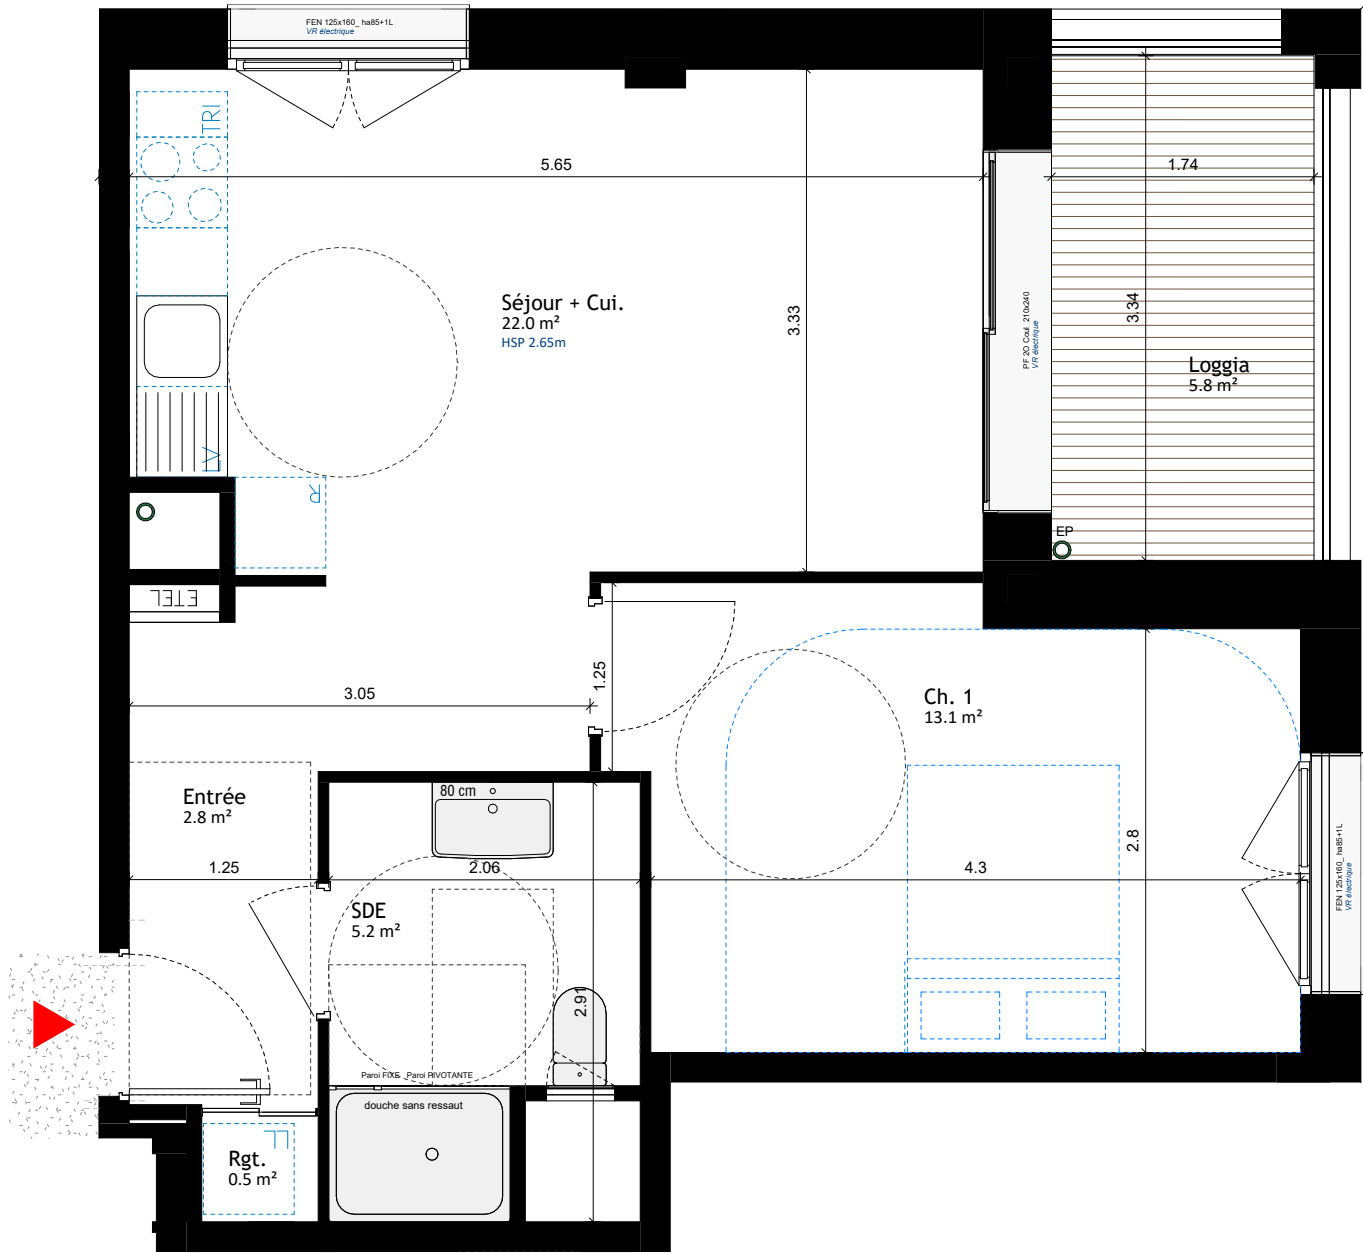 FEN 125x160_ ha85+1L
VR électrique
TRI
5.65
1.74
3.33
3.34
Séjour + Cui.
22.0 m²
HSP 2.65m
PF 2O Coul_210x240
VR électrique
Loggia
5.8 m²
LV
R
EP
ETEL
3.05
1.25
Ch. 1
13.1 m²
Entrée
2.8 m²
80 cm
2.8
FEN 125x160_ ha85+1L
VR électrique
1.25
2.06
4.3
SDE
5.2 m²
2.91
Paroi FIXE
Paroi PIVOTANTE
douche sans ressaut
LL
Rgt.
0.5 m²